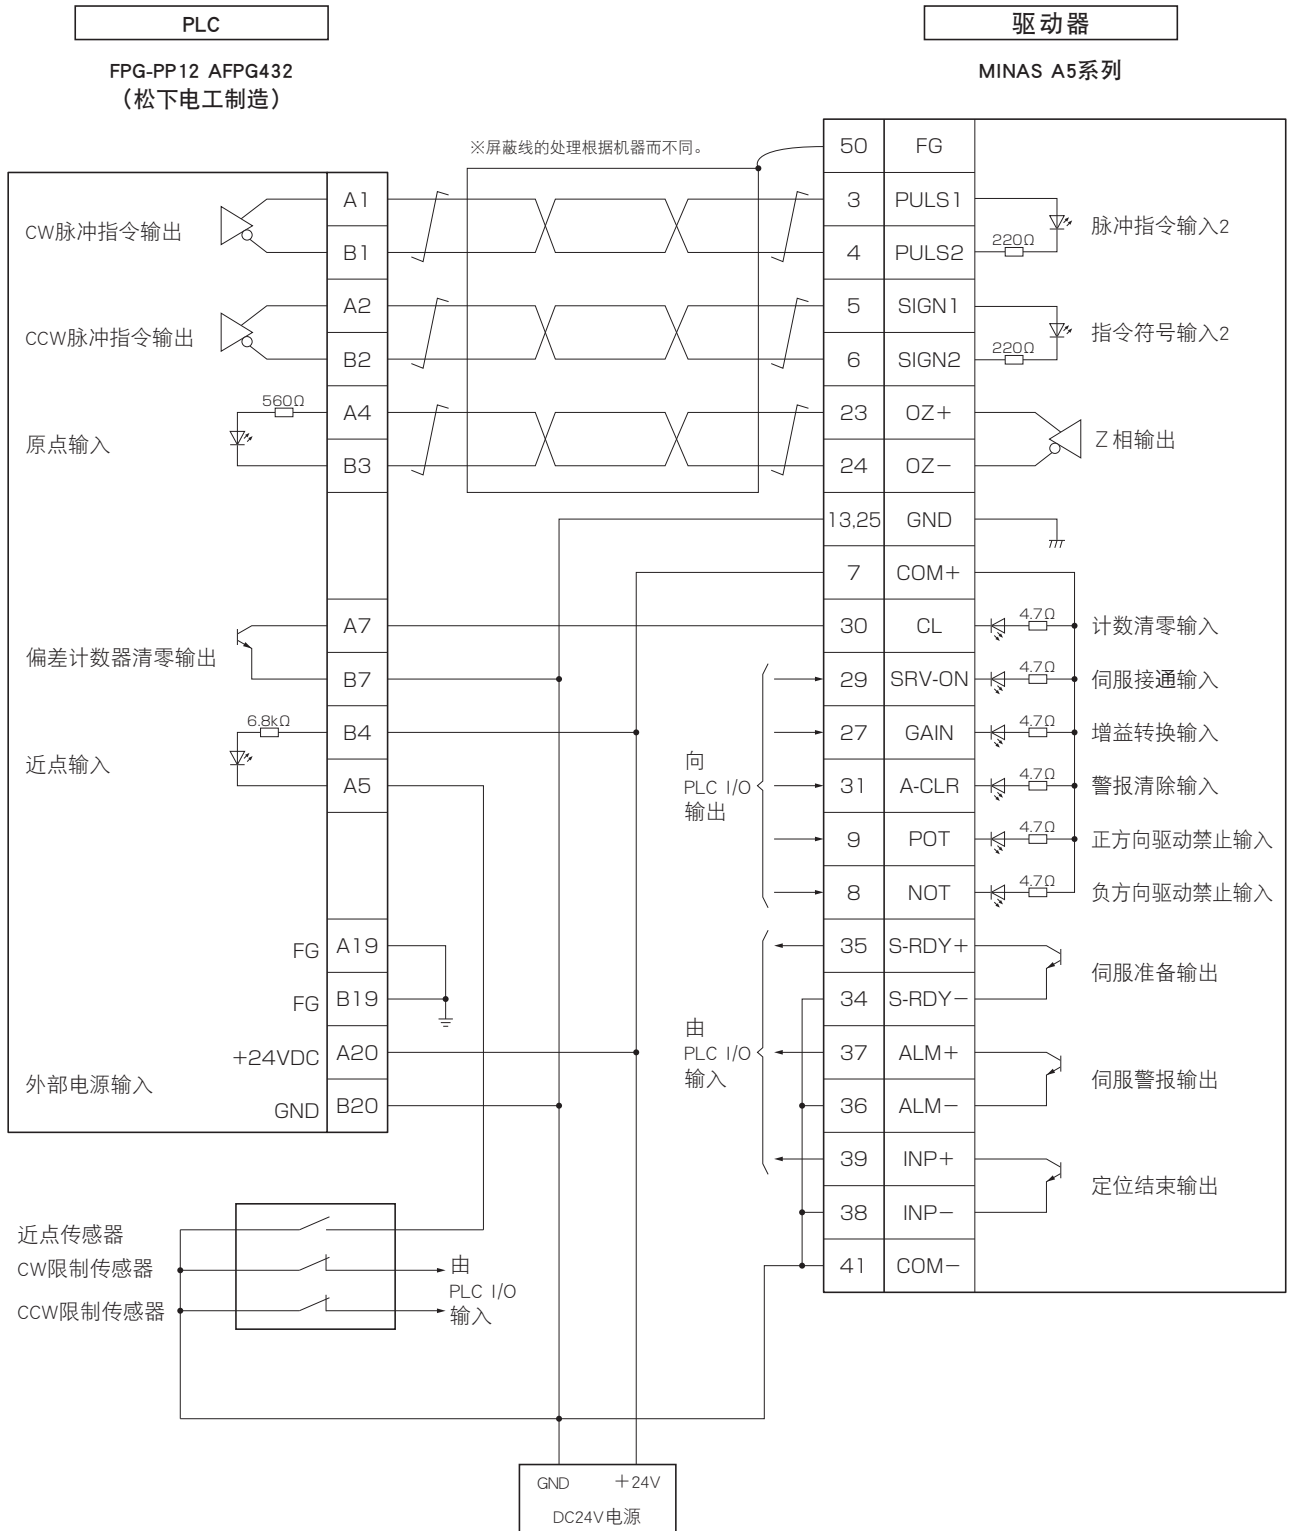 PLC
驱动器
FPG-PP12 AFPG432
（松下电工制造）
MINAS A5系列
※屏蔽线的处理根据机器而不同。
50 FG
A1
3 PULS1
CW脉冲指令输出
脉冲指令输入2
220Ω
B1
4 PULS2
A2
5 SIGN1
CCW脉冲指令输出
指令符号输入2
220Ω
B2
6 SIGN2
560Ω
A4
23 OZ+
原点输入
Z相输出
B3
24 OZ−
13,25 GND
7 COM+
A7
30 CL
4.7Ω
计数清零输入
偏差计数器清零输出
B7
29 SRV-ON
4.7Ω
伺服接通输入
6.8kΩ
B4
27 GAIN
4.7Ω
增益转换输入
近点输入
向
PLC I/O
输出
A5
31 A-CLR
4.7Ω
警报清除输入
9 POT
4.7Ω
正方向驱动禁止输入
8 NOT
4.7Ω
负方向驱动禁止输入
FG A19
35 S-RDY+
伺服准备输出
FG B19
34 S-RDY−
由
PLC I/O
输入
+24VDC A20
37 ALM+
外部电源输入
伺服警报输出
GND B20
36 ALM−
39 INP+
定位结束输出
38 INP−
41 COM−
近点传感器
CW限制传感器
CCW限制传感器
由
PLC I/O
输入
GND +24V
DC24V电源